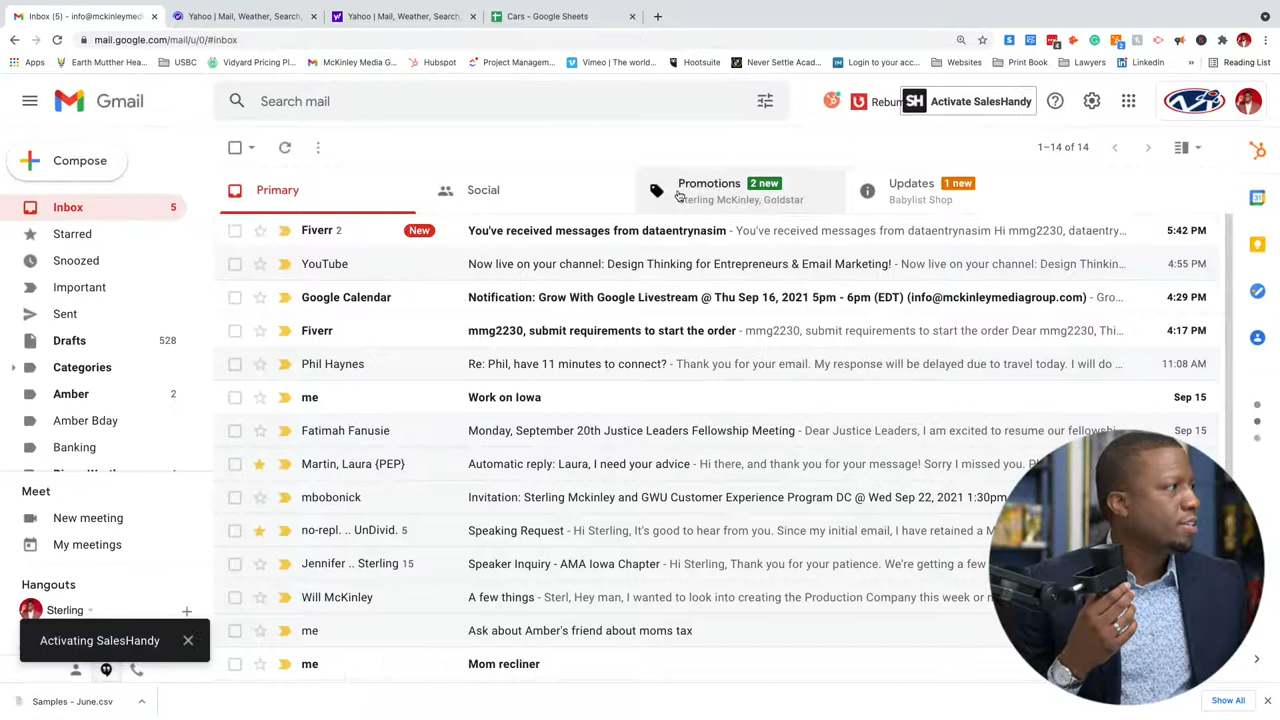 Inbox (5) - info@mckinleymedi
Yahoo | Mail, Weather, Search,
Yahoo | Mail, Weather, Search,
Cars - Google Sheets
mail.google.com/mail/u/0/#inbox
Apps
Earth Mutther Hea...
USBC
Vidyard Pricing Pl...
McKinley Media G...
Hubspot
Project Managem...
Vimeo | The world...
Hootsuite
Never Settle Acad...
Login to your acc...
Websites
Print Book
Lawyers
LinkedIn
»
Reading List
Gmail
Search mail
Rebum
SH Activate SalesHandy
Compose
1–14 of 14
Primary
Social
Promotions 2 new
Sterling McKinley, Goldstar
Updates 1 new
Babylist Shop
Inbox 5
Starred
Snoozed
Important
Sent
Drafts 528
Categories
Amber 2
Amber Bday
Banking
Meet
New meeting
My meetings
Hangouts
Sterling
Activating SalesHandy
Fiverr 2 New You've received messages from dataentrynasim - You've received messages from dataentrynasim Hi mmg2230, dataentry... 5:42 PM
YouTube Now live on your channel: Design Thinking for Entrepreneurs & Email Marketing! - Now live on your channel: Design Thinkin... 4:55 PM
Google Calendar Notification: Grow With Google Livestream @ Thu Sep 16, 2021 5pm - 6pm (EDT) (info@mckinleymediagroup.com) - Gro... 4:29 PM
Fiverr mmg2230, submit requirements to start the order - mmg2230, submit requirements to start the order Dear mmg2230, Thi... 4:17 PM
Phil Haynes Re: Phil, have 11 minutes to connect? - Thank you for your email. My response will be delayed due to travel today. I will do ... 11:08 AM
me Work on Iowa Sep 15
Fatimah Fanusie Monday, September 20th Justice Leaders Fellowship Meeting - Dear Justice Leaders, I am excited to resume our fellowsh... Sep 15
Martin, Laura {PEP} Automatic reply: Laura, I need your advice - Hi there, and thank you for your message! Sorry I missed you.
mbobonick Invitation: Sterling Mckinley and GWU Customer Experience Program DC @ Wed Sep 22, 2021 1:30pm
no-repl. .. UnDivid. 5 Speaking Request - Hi Sterling, It's good to hear from you. Since my initial email, I have retained a M
Jennifer .. Sterling 15 Speaker Inquiry - AMA Iowa Chapter - Hi Sterling, Thank you for your patience. We're getting a few
Will McKinley A few things - Sterl, Hey man, I wanted to look into creating the Production Company this week or
me Ask about Amber's friend about moms tax
me Mom recliner
Samples - June.csv
Show All